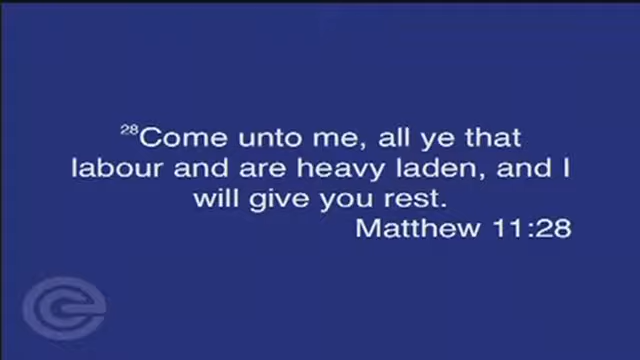 28Come unto me, all ye that
labour and are heavy laden, and I
will give you rest.
Matthew 11:28